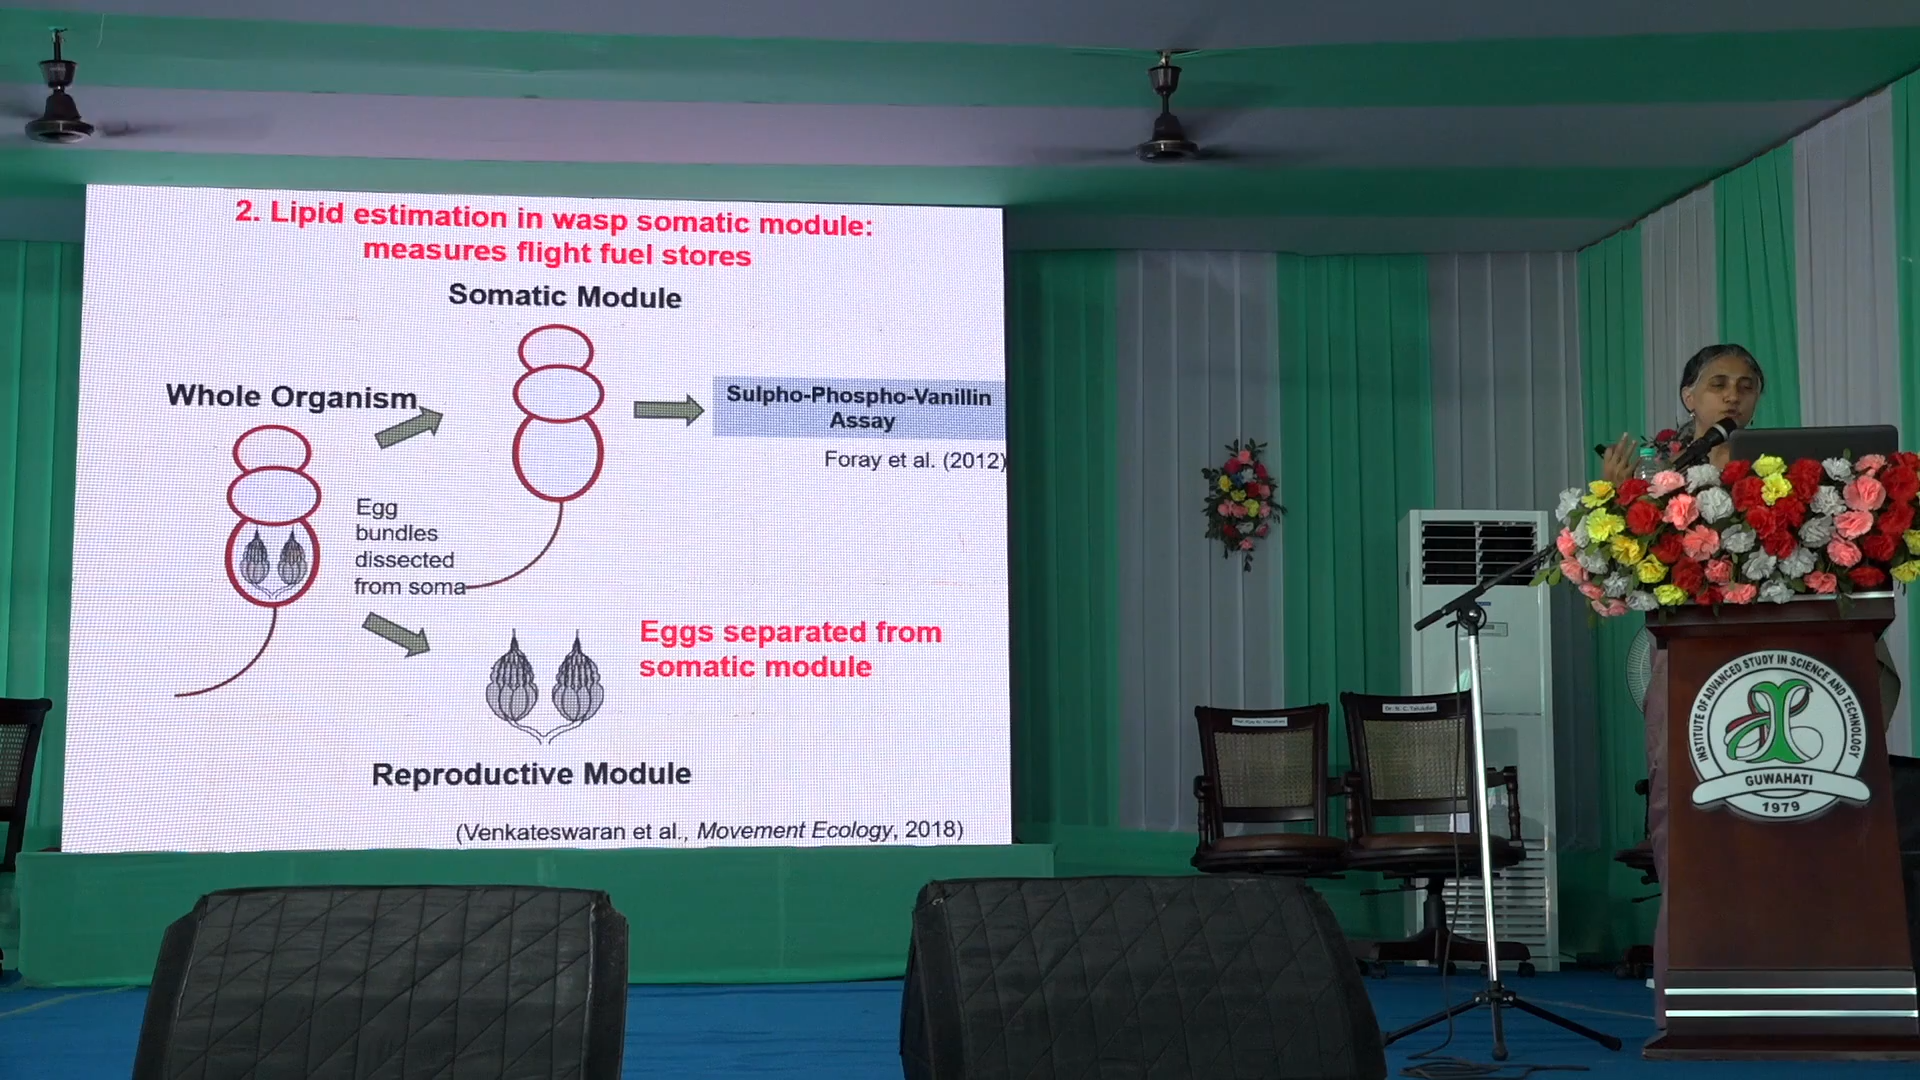 2. Lipid estimation in wasp somatic module:
measures flight fuel stores
Somatic Module
Whole Organism
Sulpho-Phospho-Vanillin
Assay
Foray et al. (2012)
Egg
bundles
dissected
from soma
Eggs separated from
somatic module
Reproductive Module
(Venkateswaran et al., Movement Ecology, 2018)
INSTITUTE OF ADVANCED STUDY IN SCIENCE AND TECHNOLOGY
GUWAHATI
1979